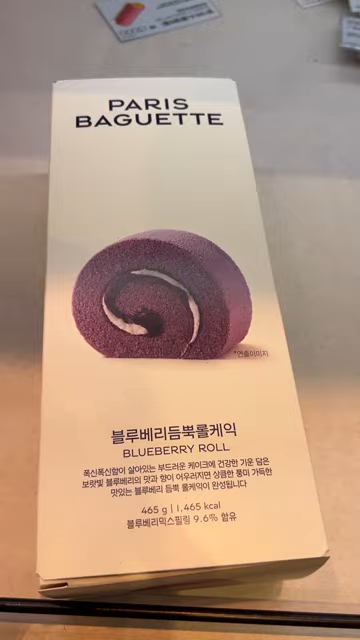 PARIS
BAGUETTE
*연출이미지
블루베리듬뿍롤케익
BLUEBERRY ROLL
폭신폭신함이 살아있는 부드러운 케이크에 건강한 기운 담은
보랏빛 블루베리의 맛과 향이 어우러지면 상큼한 풍미 가득한
맛있는 블루베리 듬뿍 롤케익이 완성됩니다
465 g | 1,465 kcal
블루베리믹스필링 9.6% 함유